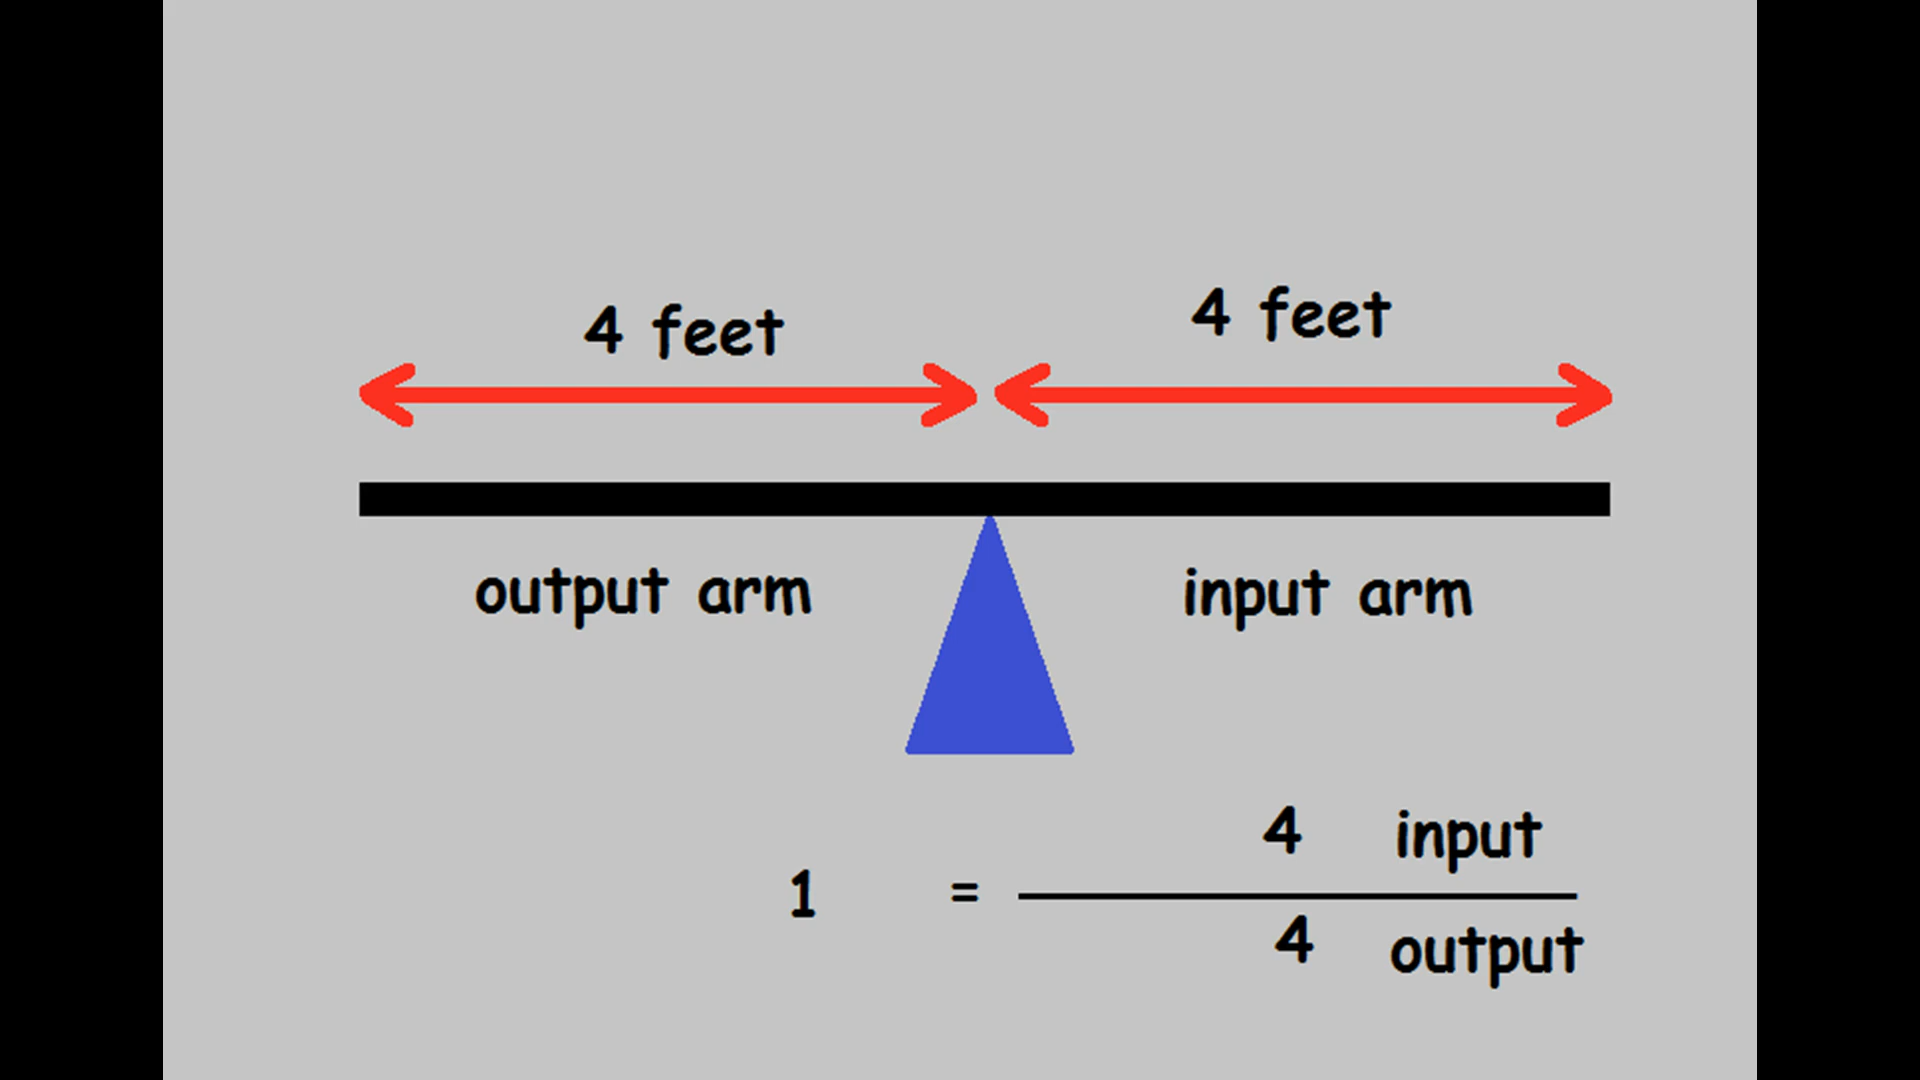 4 feet
4 feet
output arm
input arm
1 = 4 input
4 output